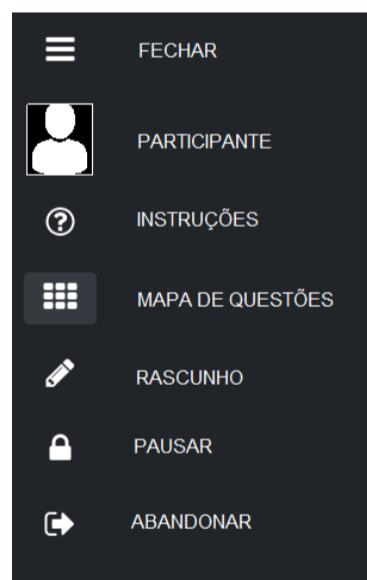 FECHAR
PARTICIPANTE
INSTRUÇÕES
MAPA DE QUESTÕES
RASCUNHO
PAUSAR
ABANDONAR